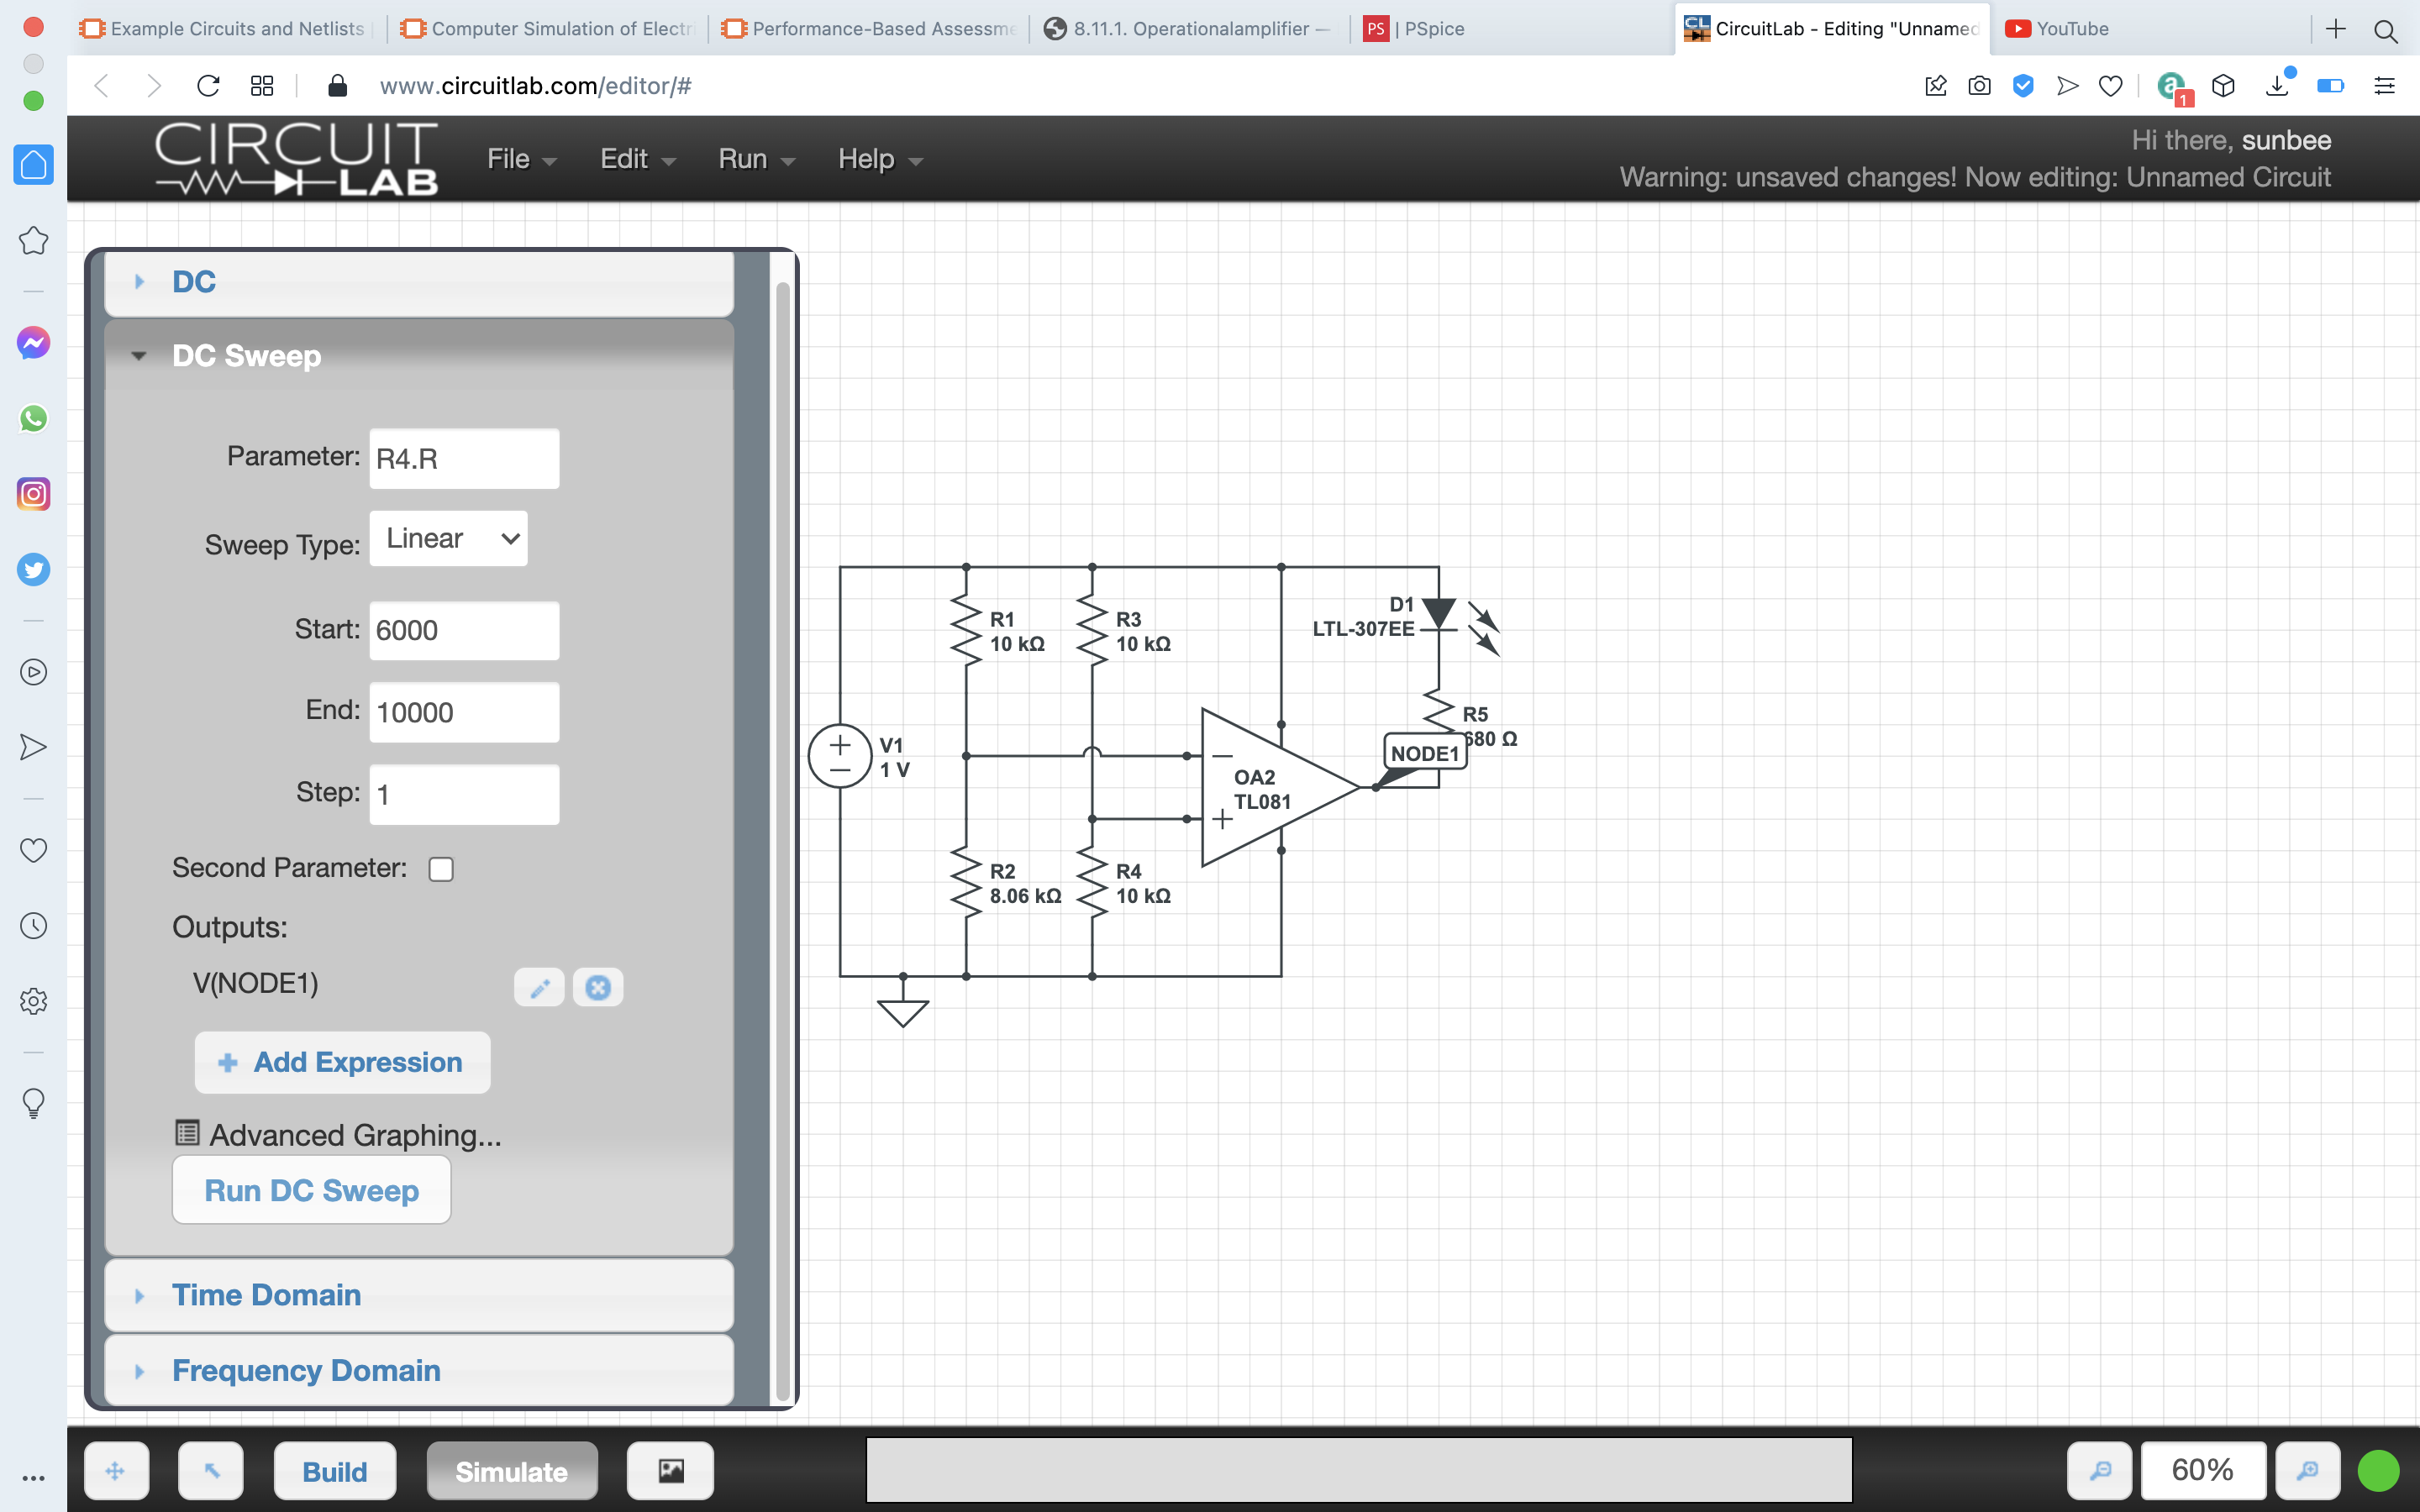 Example Circuits and Netlists
Computer Simulation of Electr
Performance-Based Assessme
8.11.1. Operationalamplifier —
PS | PSpice
CL
CircuitLab - Editing "Unnamed
YouTube
www.circuitlab.com/editor/#
a
1
CIRCUIT
LAB
File
Edit
Run
Help
Hi there, sunbee
Warning: unsaved changes! Now editing: Unnamed Circuit
DC
DC Sweep
Parameter: R4.R
Sweep Type: Linear
Start: 6000
End: 10000
Step: 1
Second Parameter:
Outputs:
V(NODE1)
Add Expression
Advanced Graphing...
Run DC Sweep
Time Domain
Frequency Domain
V1
1 V
R1
10 kΩ
R3
10 kΩ
D1
LTL-307EE
R5
680 Ω
NODE1
OA2
TL081
R2
8.06 kΩ
R4
10 kΩ
Build
Simulate
60%